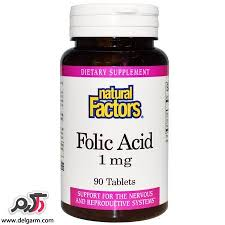 DIETARY SUPPLEMENT
natural
Factors
Folic Acid
1 mg
90 Tablets
SUPPORT FOR THE NERVOUS
AND REPRODUCTIVE SYSTEMS
دلگرم
www.delgarm.com